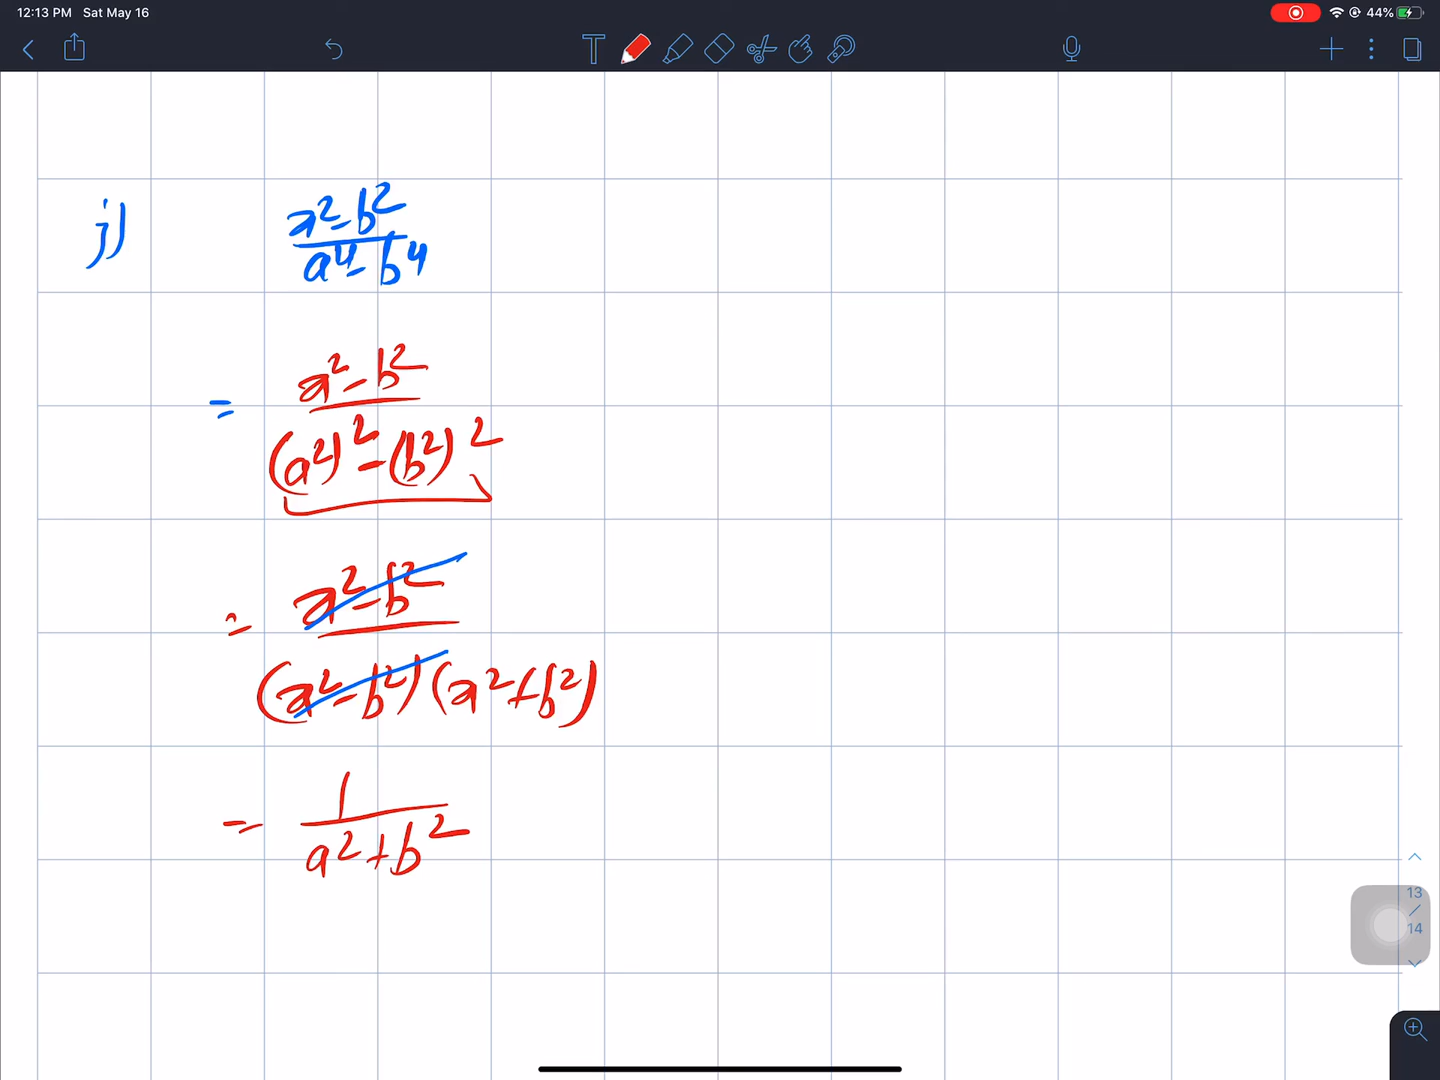 12:13 PM Sat May 16 44%
T
j) a²-b²
a⁴-b⁴
= a²-b²
(a²)²-(b²)²
= a²-b²
(a²-b²)(a²+b²)
= 1
a²+b²
13
/
14